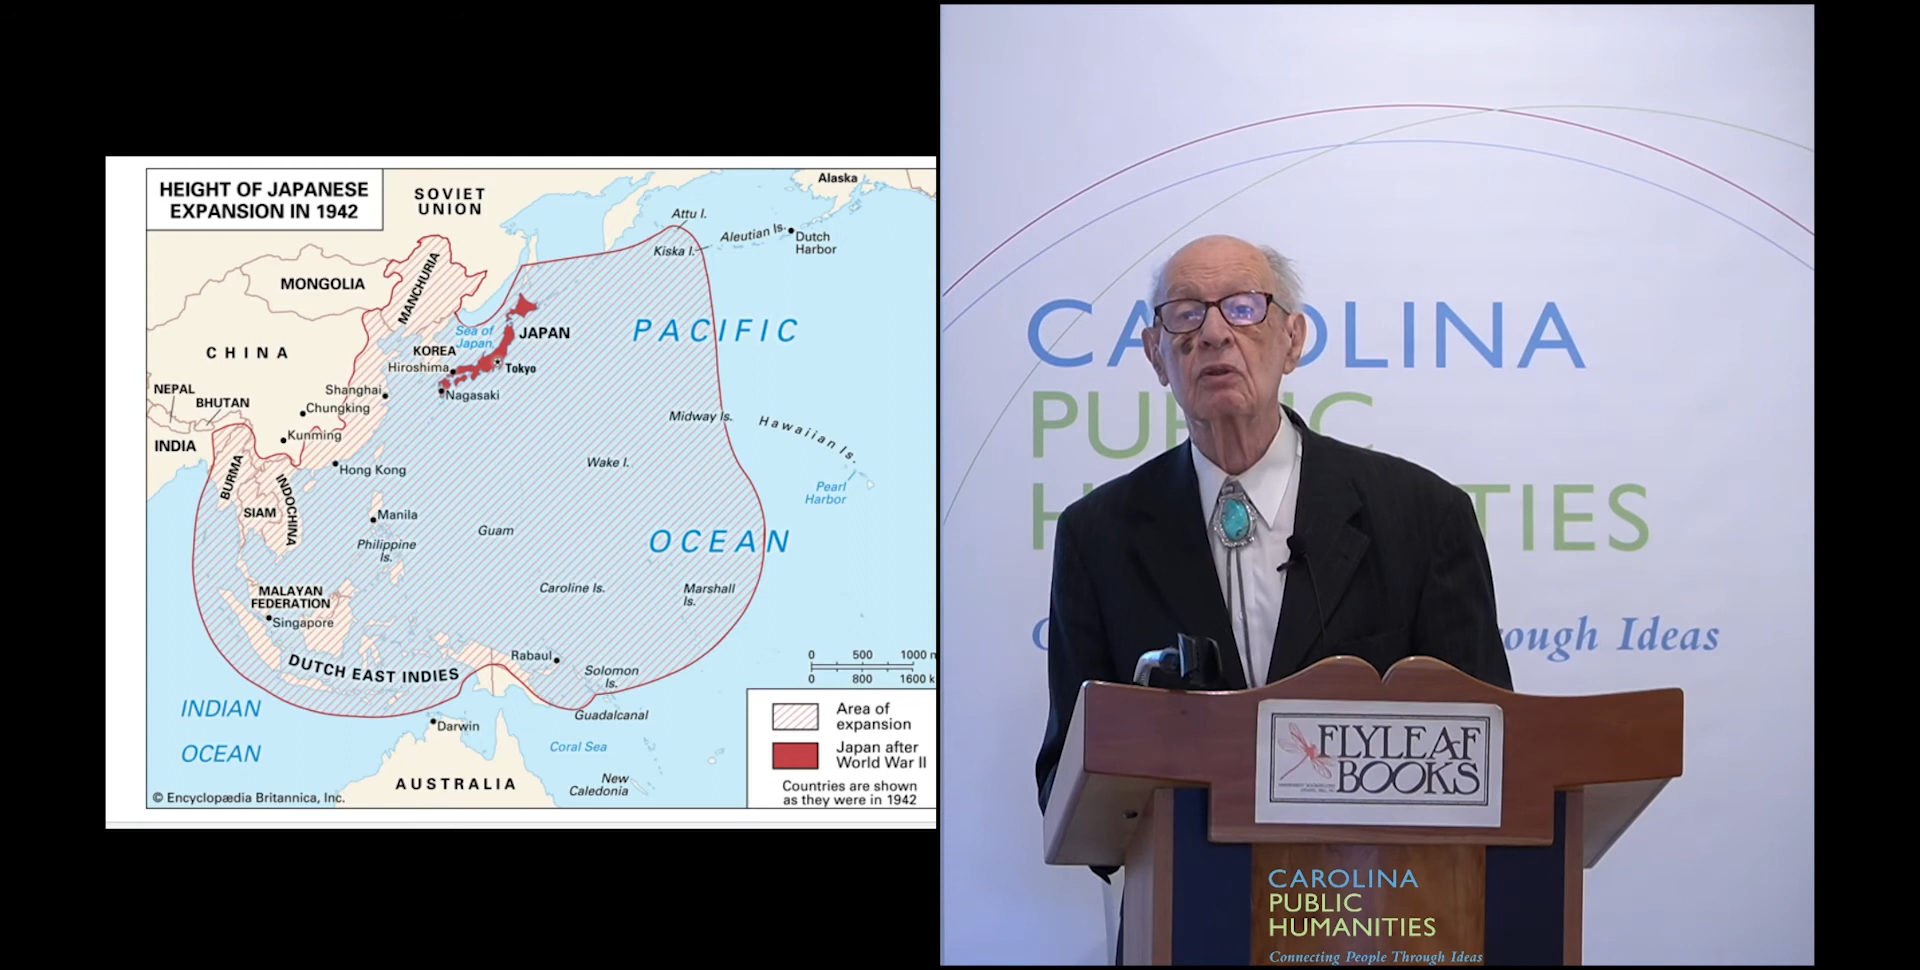 HEIGHT OF JAPANESE
EXPANSION IN 1942
SOVIET
UNION
Alaska
Attu I.
Aleutian Is.
Dutch
Harbor
Kiska I.
MANCHURIA
MONGOLIA
Sea of
Japan
JAPAN
PACIFIC
CHINA
KOREA
Hiroshima
Tokyo
NEPAL
Shanghai
Nagasaki
BHUTAN
Chungking
Midway Is.
Hawaiian Is.
INDIA
Kunming
Hong Kong
Wake I.
BURMA
INDOCHINA
Pearl
Harbor
SIAM
Manila
Guam
OCEAN
Philippine
Is.
MALAYAN
FEDERATION
Caroline Is.
Marshall
Is.
Singapore
DUTCH EAST INDIES
Rabaul
Solomon
Is.
0 500 1000 m
0 800 1600 k
INDIAN
OCEAN
Darwin
Guadalcanal
Coral Sea
AUSTRALIA
New
Caledonia
Area of
expansion
Japan after
World War II
Countries are shown
as they were in 1942
© Encyclopædia Britannica, Inc.
CA OLINA
PU IC
H TIES
C ough Ideas
FLYLEAF
BOOKS
CAROLINA
PUBLIC
HUMANITIES
Connecting People Through Ideas